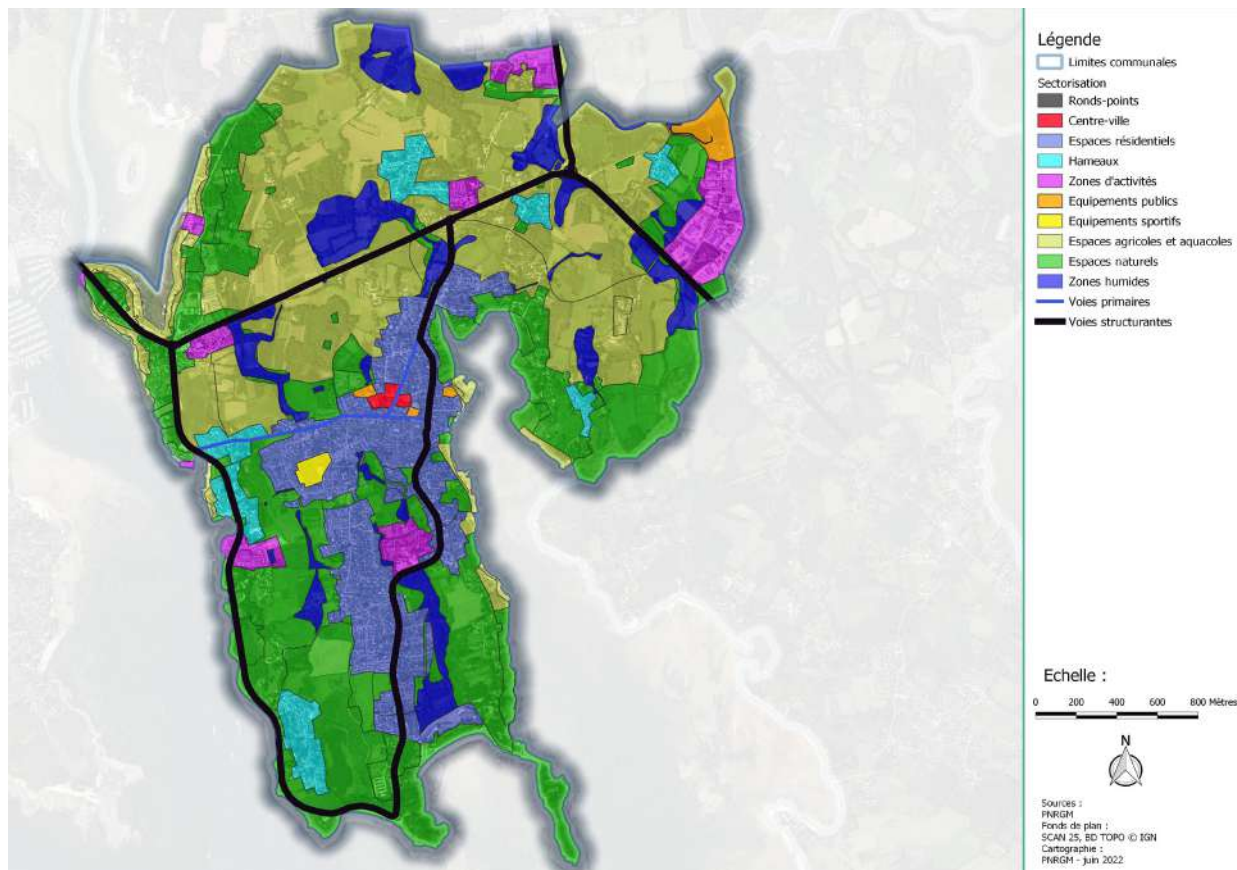 Légende
Limites communales
Sectorisation
Ronds-points
Centre-ville
Espaces résidentiels
Hameaux
Zones d'activités
Equipements publics
Equipements sportifs
Espaces agricoles et aquacoles
Espaces naturels
Zones humides
Voies primaires
Voies structurantes
Echelle :
0 200 400 600 800 Mètres
N
Sources :
PNRGM
Fonds de plan :
SCAN 25, BD TOPO © IGN
Cartographie :
PNRGM - juin 2022